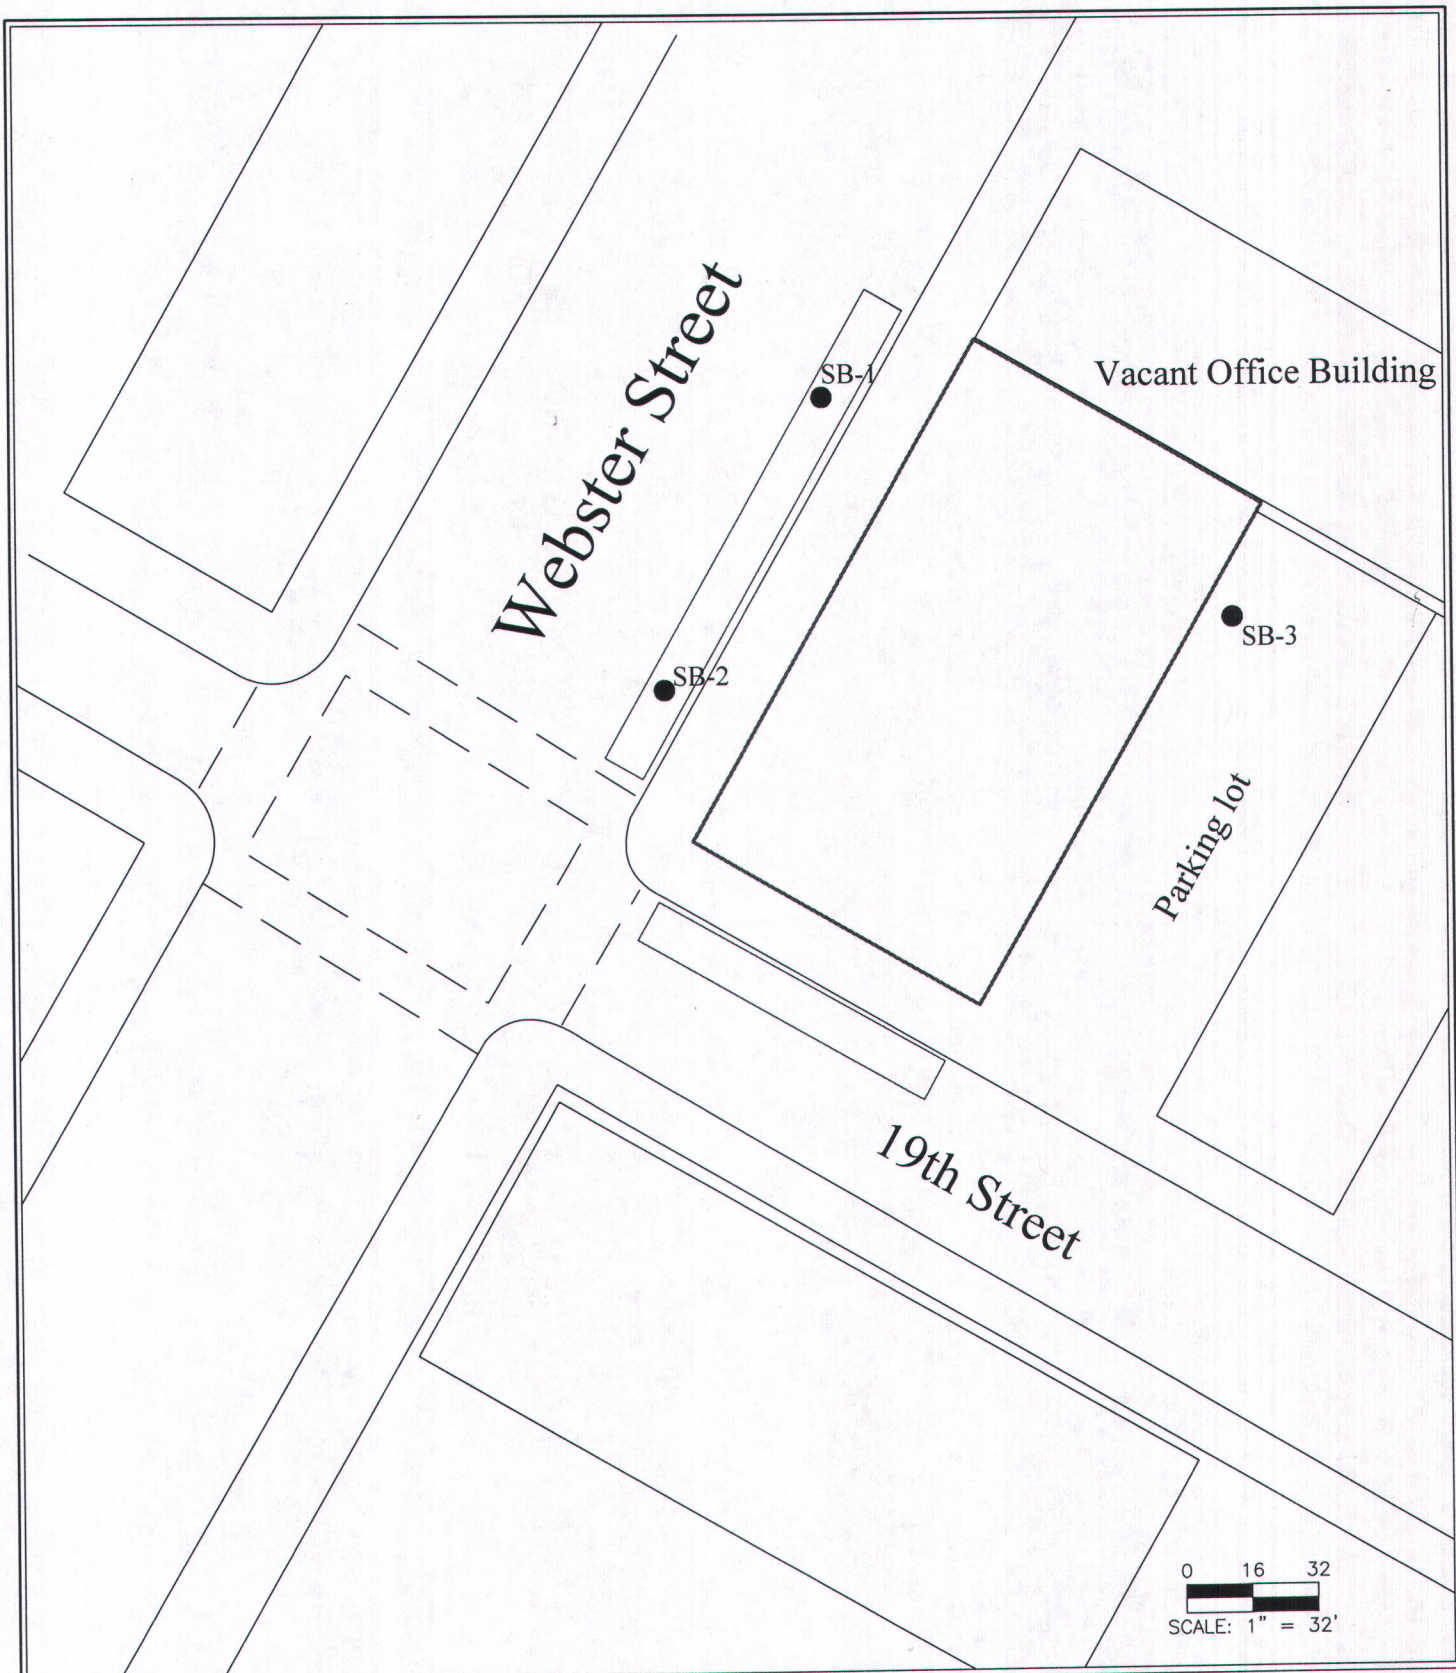 Webster Street
SB-1
Vacant Office Building
SB-3
SB-2
Parking lot
19th Street
0 16 32
SCALE: 1" = 32'